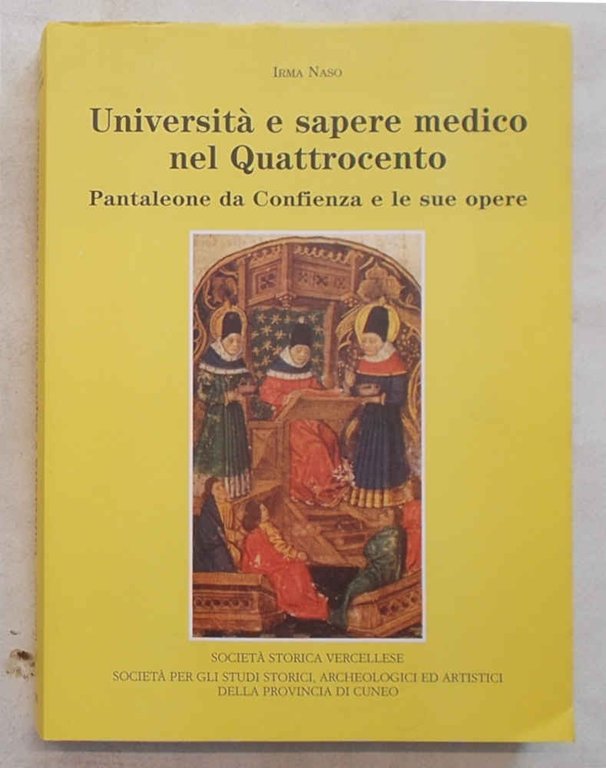 Irma Naso
Università e sapere medico
nel Quattrocento
Pantaleone da Confienza e le sue opere
SOCIETÀ STORICA VERCELLESE
SOCIETÀ PER GLI STUDI STORICI, ARCHEOLOGICI ED ARTISTICI
DELLA PROVINCIA DI CUNEO